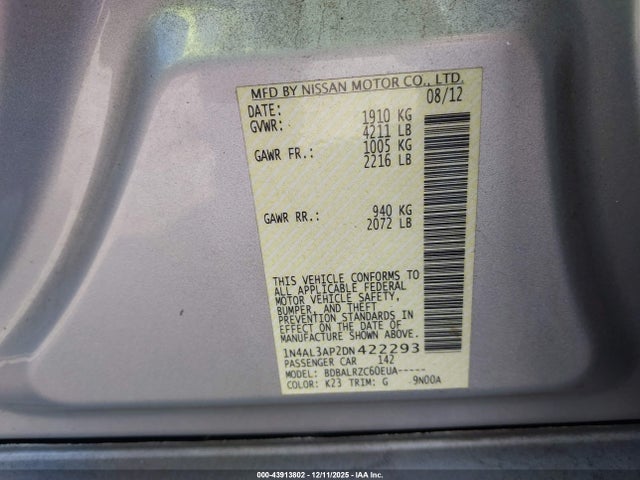 MFD BY NISSAN MOTOR CO., LTD.
DATE: 08/12
GVWR: 1910 KG
4211 LB
GAWR FR.: 1005 KG
2216 LB
GAWR RR.: 940 KG
2072 LB
THIS VEHICLE CONFORMS TO
ALL APPLICABLE FEDERAL
MOTOR VEHICLE SAFETY,
BUMPER, AND THEFT
PREVENTION STANDARDS IN
EFFECT ON THE DATE OF
MANUFACTURE SHOWN ABOVE.
1N4AL3AP2DN422293
PASSENGER CAR 142
MODEL: BDBALRZC60EUA-----
COLOR: K23 TRIM: G 9N00A
000-43913802 - 12/11/2025 - IAA Inc.